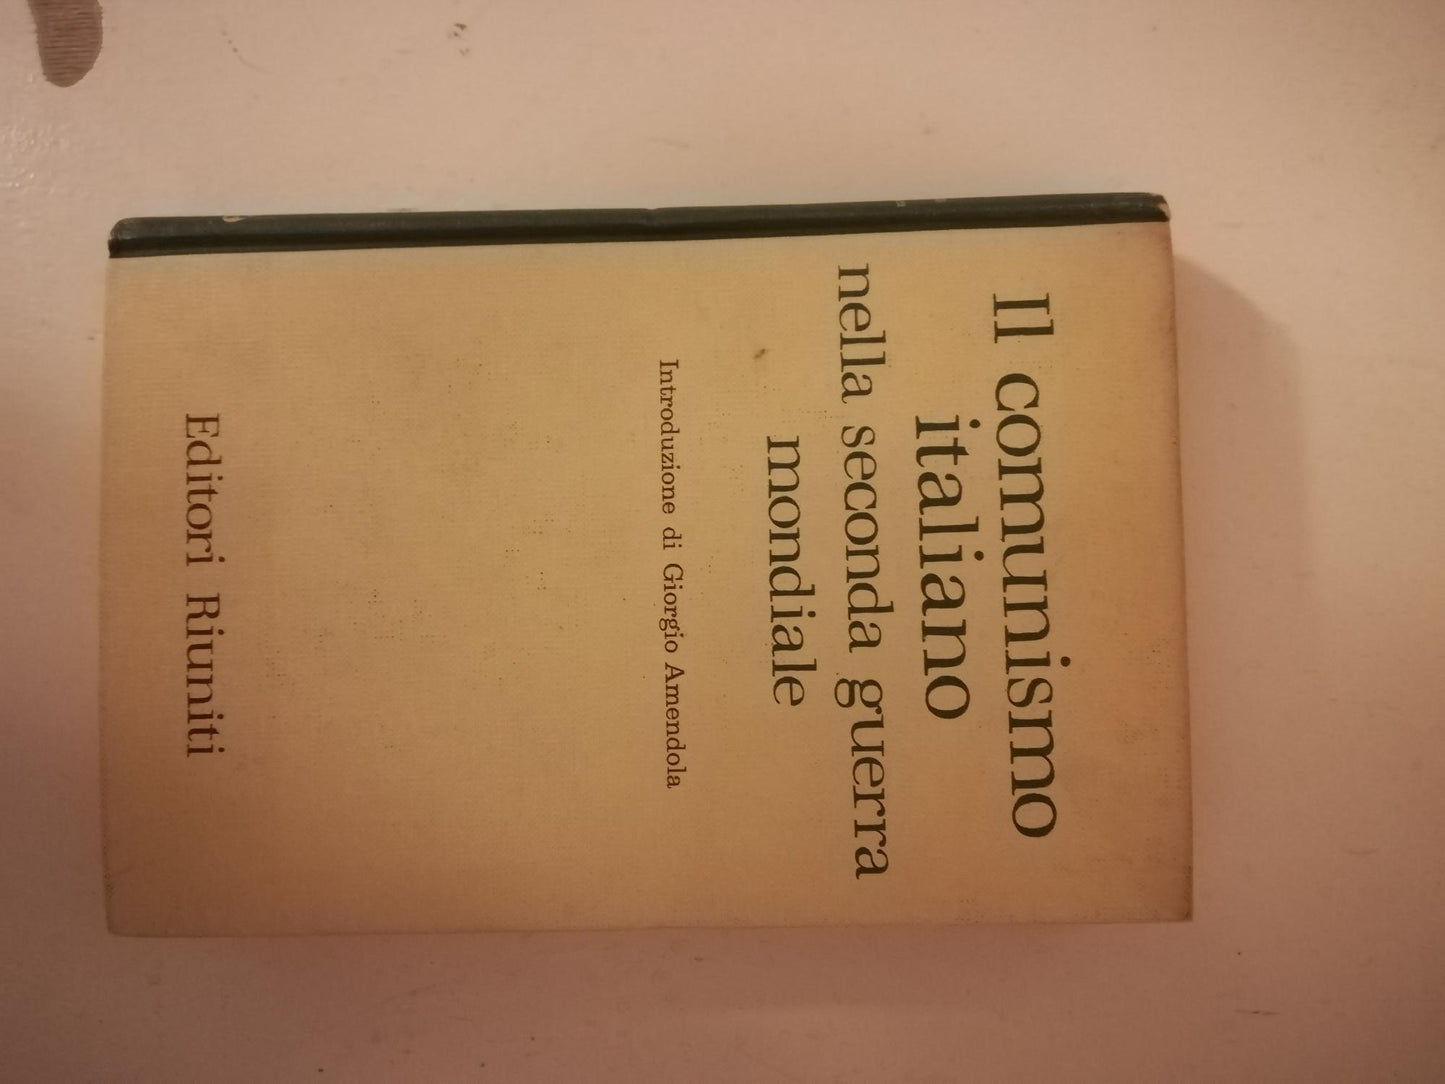 Il comunismo
italiano
nella seconda guerra
mondiale
Introduzione di Giorgio Amendola
Editori Riuniti